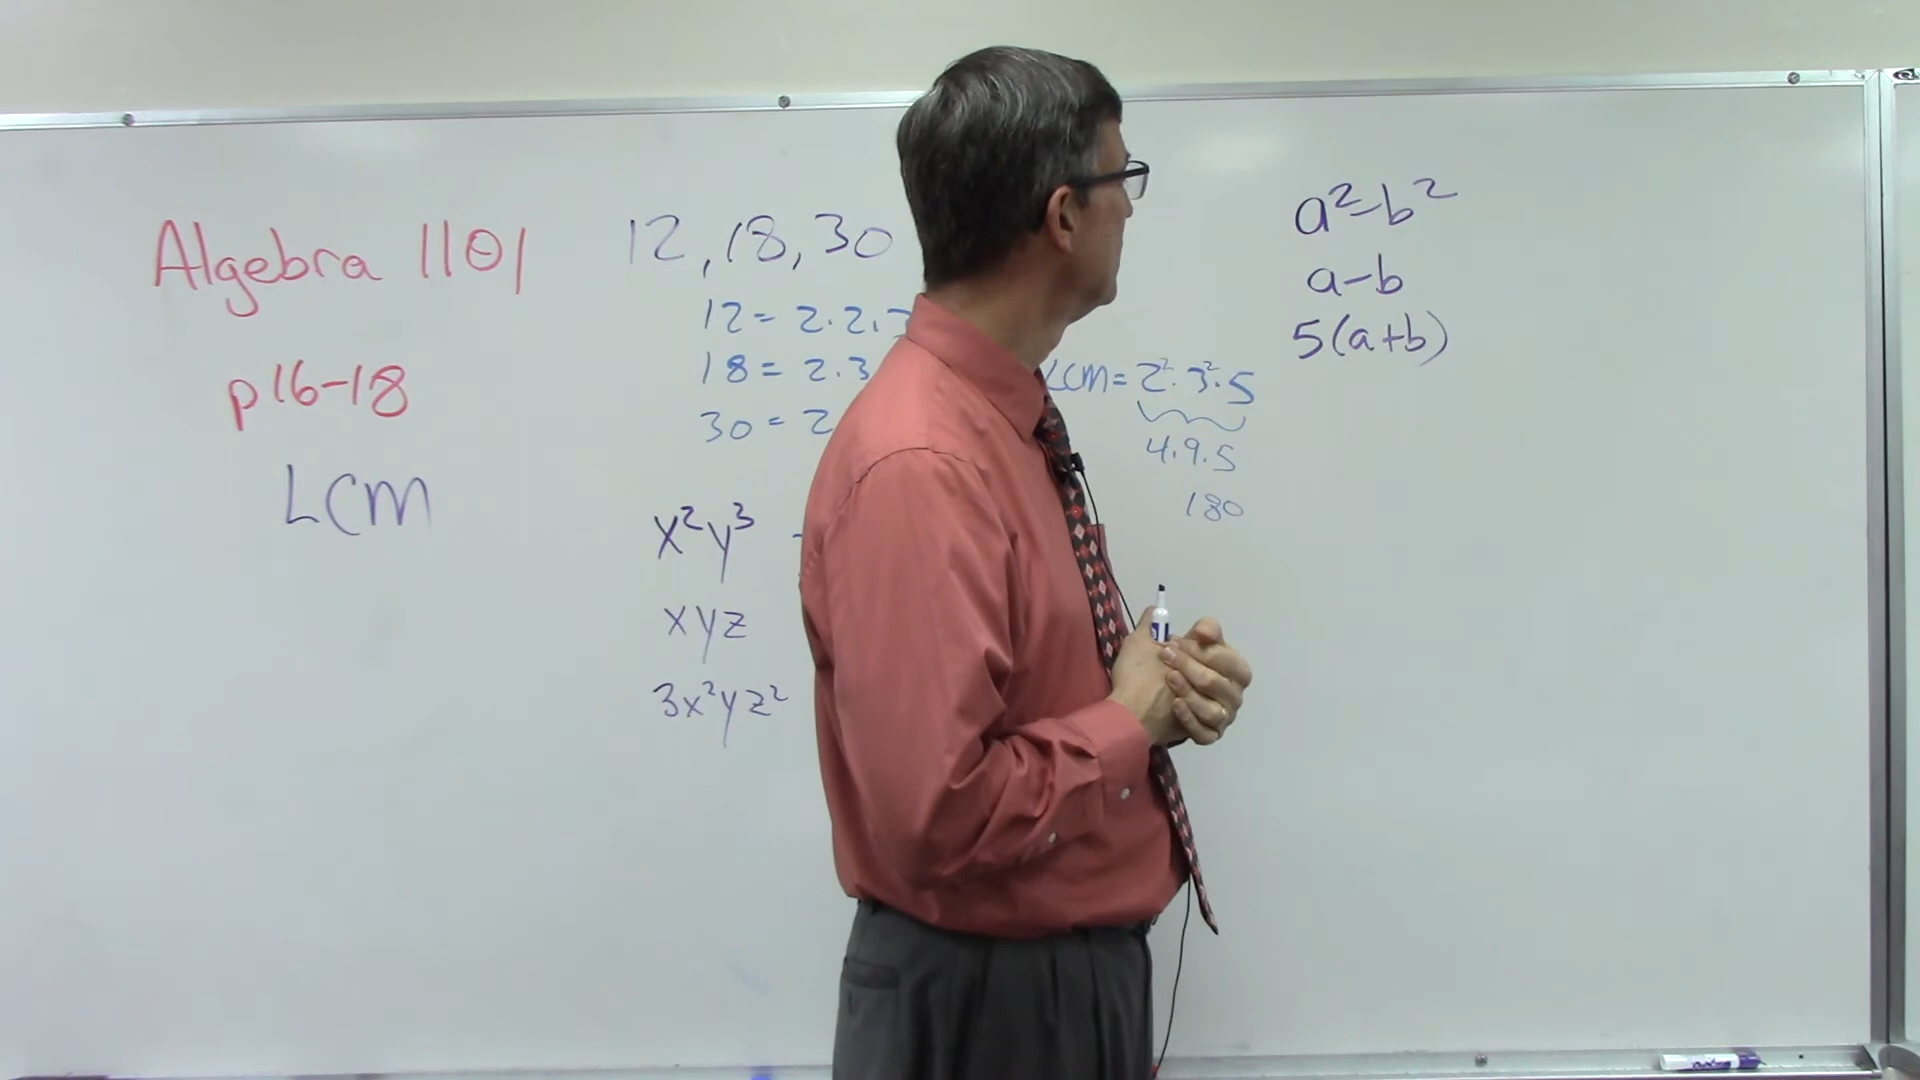 Algebra 1101
p16-18
LCM
12, 18, 30
12 = 2·2·
18 = 2·3
30 = 2
LCM = 2²·3²·5
4·9·5
180
x²y³
xyz
3x²yz²
a²-b²
a-b
5(a+b)